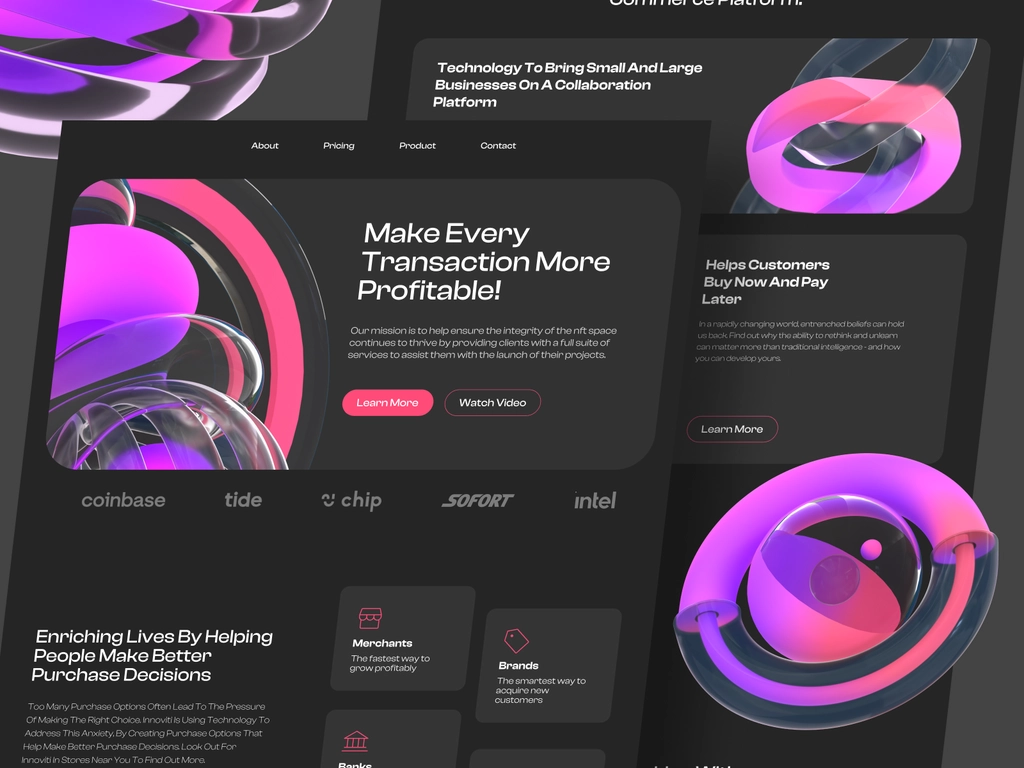 Commerce Platform.
Technology To Bring Small And Large
Businesses On A Collaboration
Platform
About
Pricing
Product
Contact
Make Every
Transaction More
Profitable!
Our mission is to help ensure the integrity of the nft space
continues to thrive by providing clients with a full suite of
services to assist them with the launch of their projects.
Learn More
Watch Video
Helps Customers
Buy Now And Pay
Later
In a rapidly changing world, entrenched beliefs can hold
us back. Find out why the ability to rethink and unlearn
can matter more than traditional intelligence - and how
you can develop yours.
Learn More
coinbase
tide
chip
SOFORT
intel
Enriching Lives By Helping
People Make Better
Purchase Decisions
Too Many Purchase Options Often Lead To The Pressure
Of Making The Right Choice. Innoviti Is Using Technology To
Address This Anxiety. By Creating Purchase Options That
Help Make Better Purchase Decisions. Look Out For
Innoviti In Stores Near You To Find Out More.
Merchants
The fastest way to
grow profitably
Brands
The smartest way to
acquire new
customers
Banks